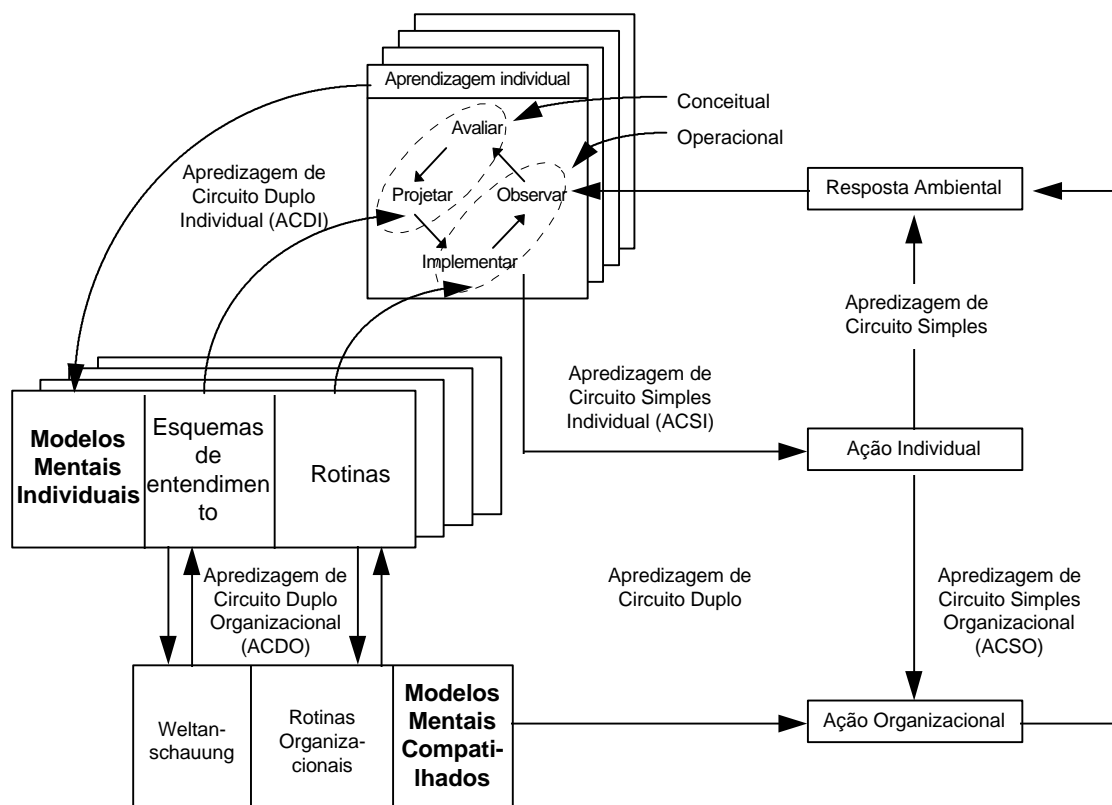 Aprendizagem individual
Conceitual
Avaliar
Operacional
Apredizagem de
Circuito Duplo
Individual (ACDI)
Projetar
Observar
Resposta Ambiental
Implementar
Apredizagem de
Circuito Simples
Apredizagem de
Circuito Simples
Individual (ACSI)
Modelos
Mentais
Individuais
Esquemas
de
entendimen
to
Rotinas
Ação Individual
Apredizagem de
Circuito Duplo
Organizacional
(ACDO)
Apredizagem de
Circuito Duplo
Apredizagem de
Circuito Simples
Organizacional
(ACSO)
Weltan-
schauung
Rotinas
Organiza-
cionais
Modelos
Mentais
Compati-
lhados
Ação Organizacional